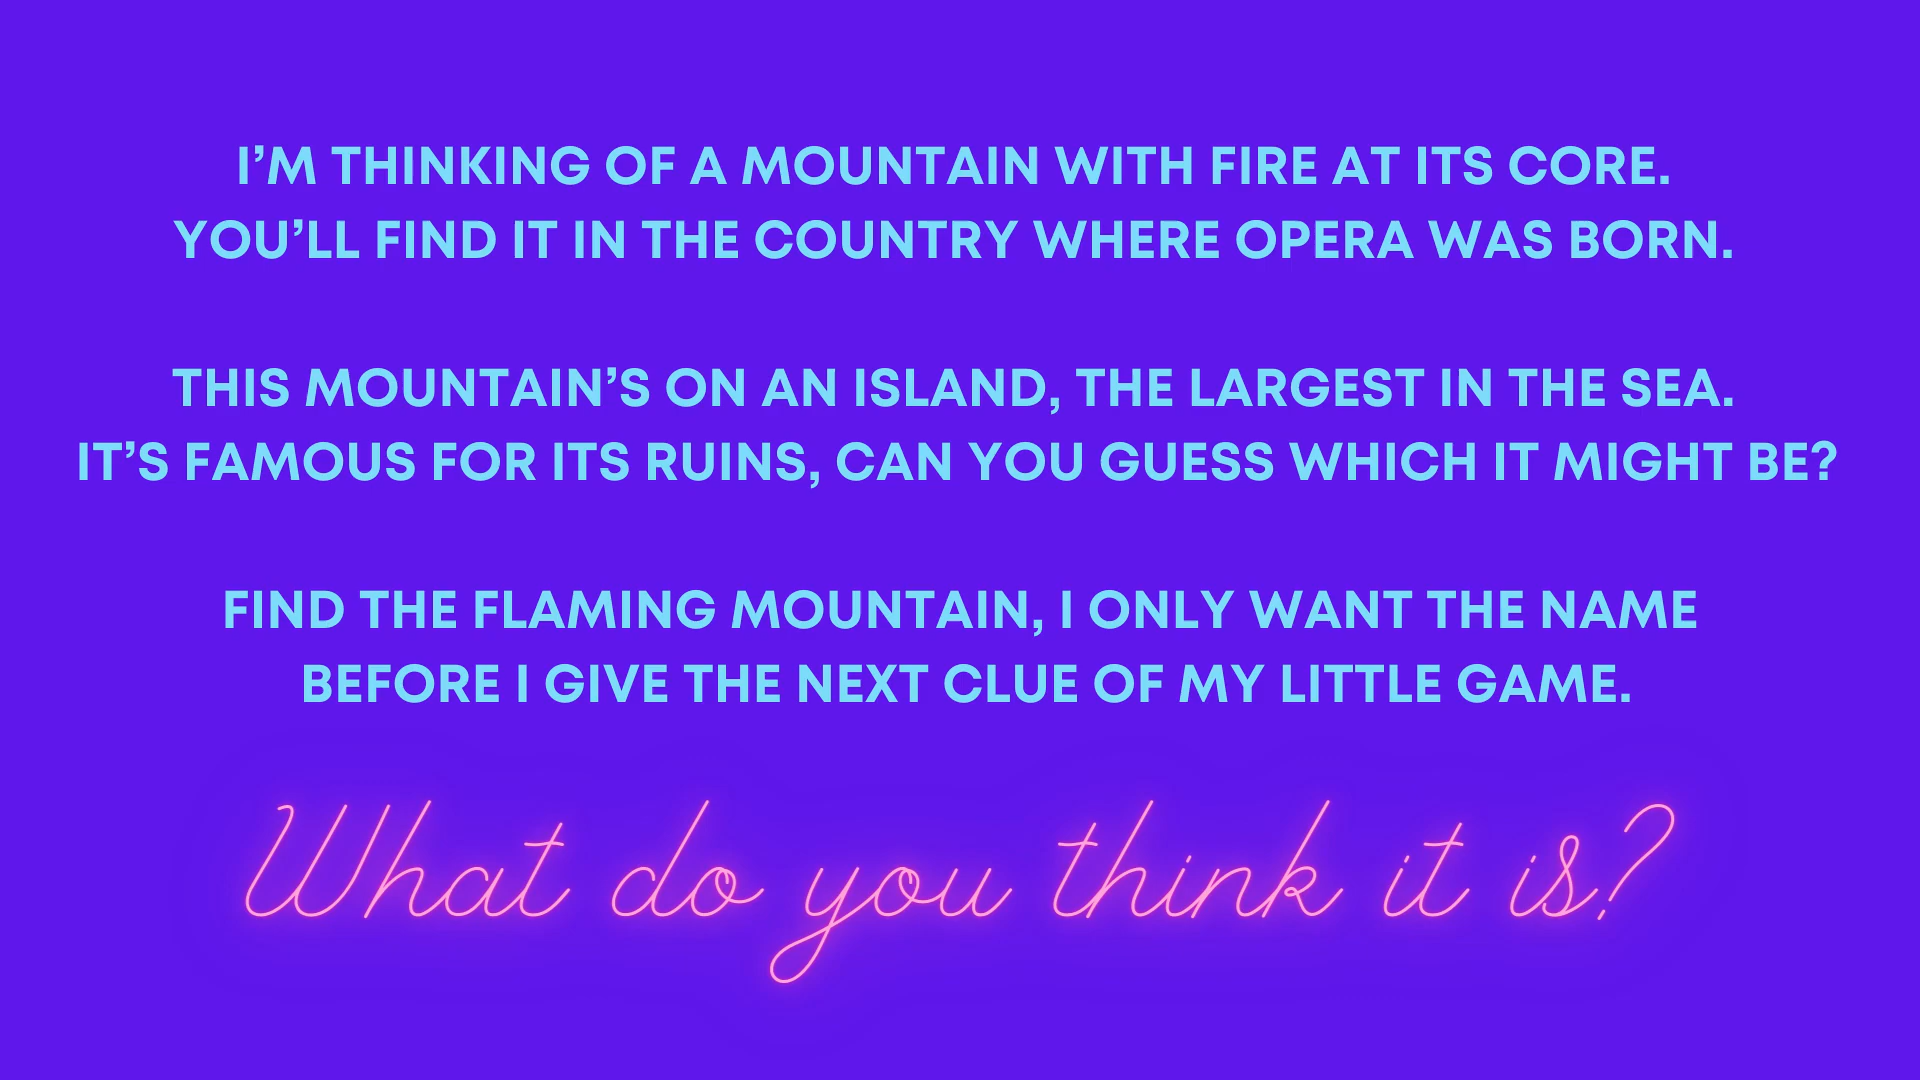 I'M THINKING OF A MOUNTAIN WITH FIRE AT ITS CORE.
YOU'LL FIND IT IN THE COUNTRY WHERE OPERA WAS BORN.
THIS MOUNTAIN'S ON AN ISLAND, THE LARGEST IN THE SEA.
IT'S FAMOUS FOR ITS RUINS, CAN YOU GUESS WHICH IT MIGHT BE?
FIND THE FLAMING MOUNTAIN, I ONLY WANT THE NAME
BEFORE I GIVE THE NEXT CLUE OF MY LITTLE GAME.
What do you think it is?